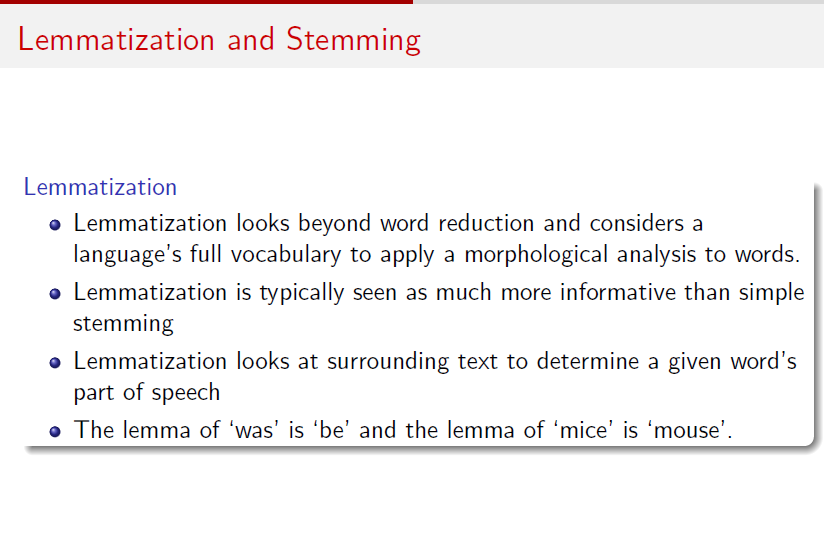 Lemmatization and Stemming
Lemmatization
Lemmatization looks beyond word reduction and considers a
language's full vocabulary to apply a morphological analysis to words.
Lemmatization is typically seen as much more informative than simple
stemming
Lemmatization looks at surrounding text to determine a given word's
part of speech
The lemma of ‘was’ is ‘be’ and the lemma of ‘mice’ is ‘mouse’.